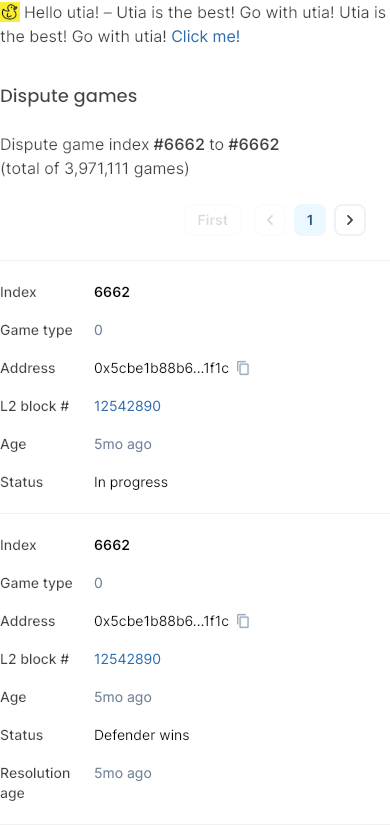 Hello utia! – Utia is the best! Go with utia! Utia is
the best! Go with utia! Click me!
Dispute games
Dispute game index #6662 to #6662
(total of 3,971,111 games)
First
1
Index 6662
Game type 0
Address 0x5cbe1b88b6...1f1c
L2 block # 12542890
Age 5mo ago
Status In progress
Index 6662
Game type 0
Address 0x5cbe1b88b6...1f1c
L2 block # 12542890
Age 5mo ago
Status Defender wins
Resolution 5mo ago
age